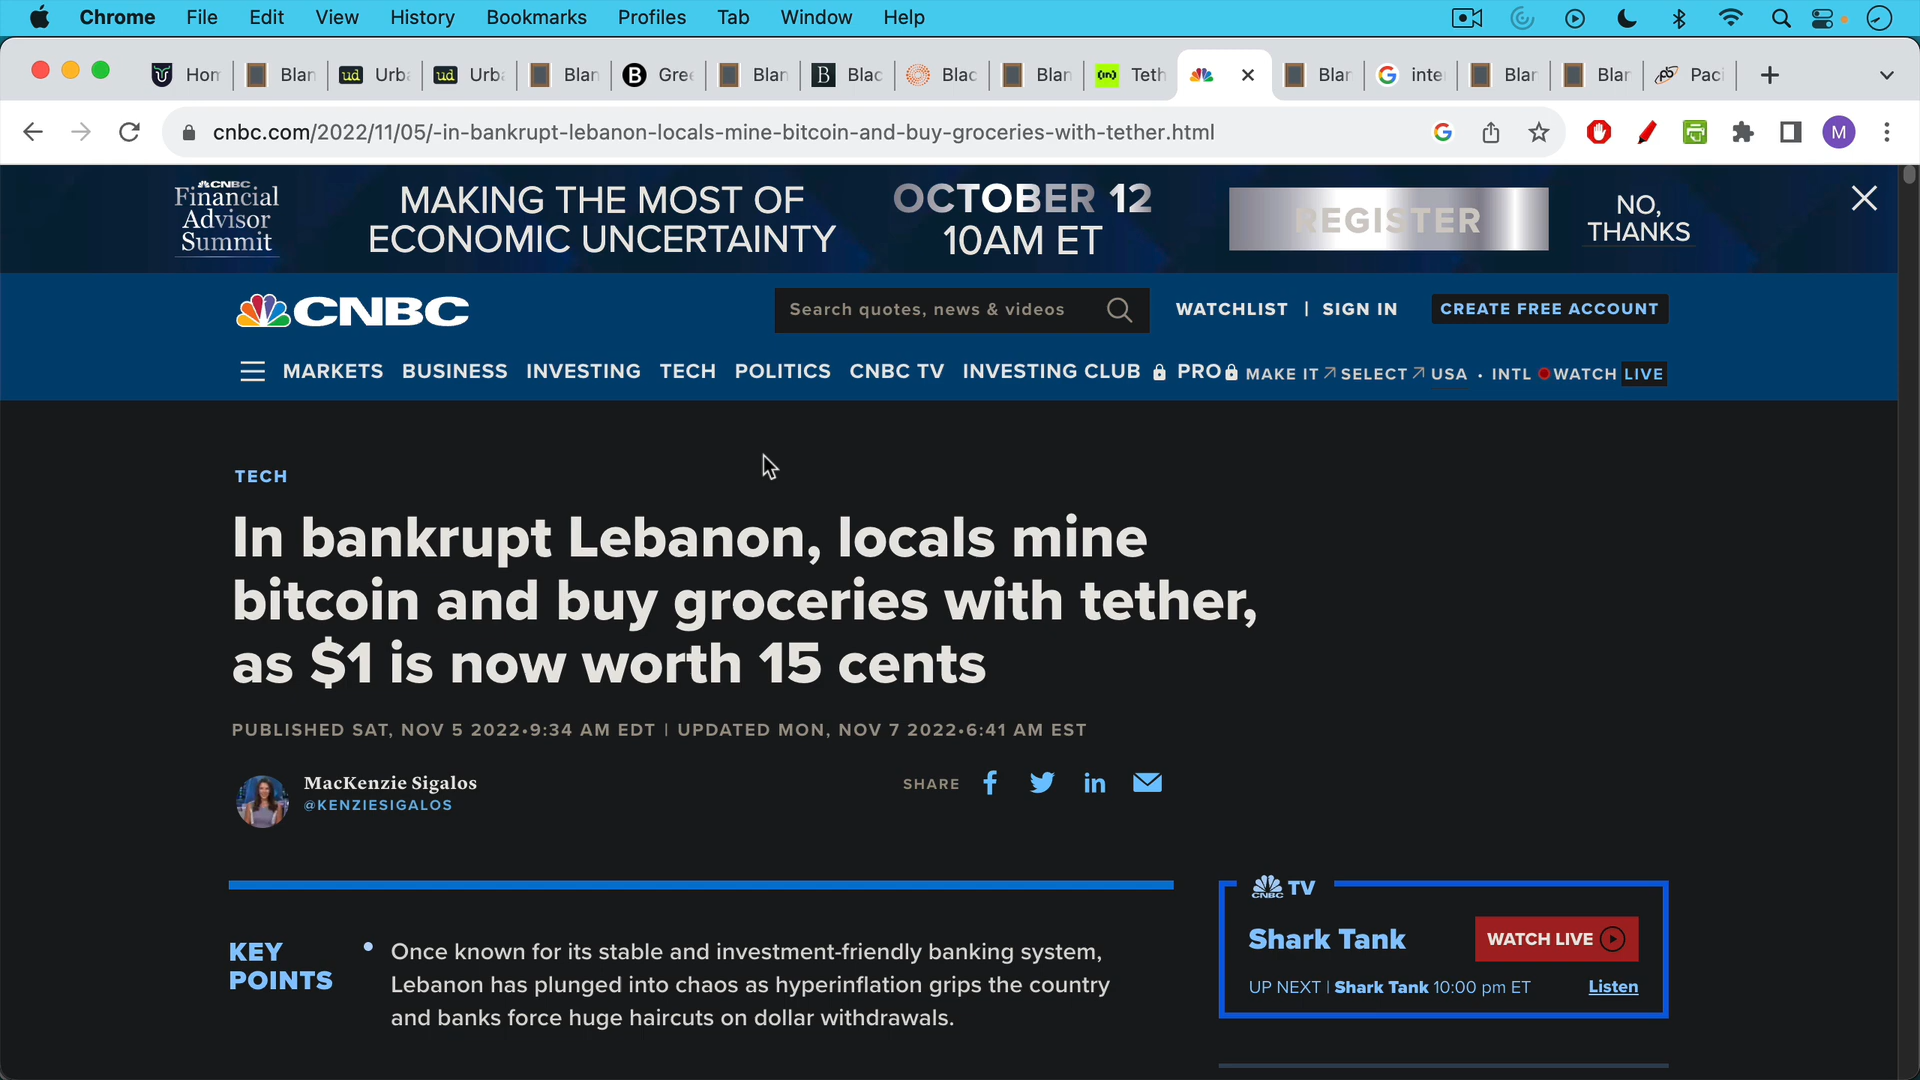 Chrome File Edit View History Bookmarks Profiles Tab Window Help
Hom Blan Urba Urba Blan Gree Blan Blac Blac Blan Teth Blan inte Blan Blan Paci
cnbc.com/2022/11/05/-in-bankrupt-lebanon-locals-mine-bitcoin-and-buy-groceries-with-tether.html
M
CNBC
Financial
Advisor
Summit
MAKING THE MOST OF
ECONOMIC UNCERTAINTY
OCTOBER 12
10AM ET
REGISTER
NO,
THANKS
CNBC
Search quotes, news & videos
WATCHLIST | SIGN IN
CREATE FREE ACCOUNT
MARKETS BUSINESS INVESTING TECH POLITICS CNBC TV INVESTING CLUB PRO MAKE IT SELECT USA • INTL WATCH LIVE
TECH
In bankrupt Lebanon, locals mine
bitcoin and buy groceries with tether,
as $1 is now worth 15 cents
PUBLISHED SAT, NOV 5 2022•9:34 AM EDT | UPDATED MON, NOV 7 2022•6:41 AM EST
MacKenzie Sigalos
@KENZIESIGALOS
SHARE
KEY
POINTS
• Once known for its stable and investment-friendly banking system,
Lebanon has plunged into chaos as hyperinflation grips the country
and banks force huge haircuts on dollar withdrawals.
CNBC TV
Shark Tank
WATCH LIVE
UP NEXT | Shark Tank 10:00 pm ET
Listen